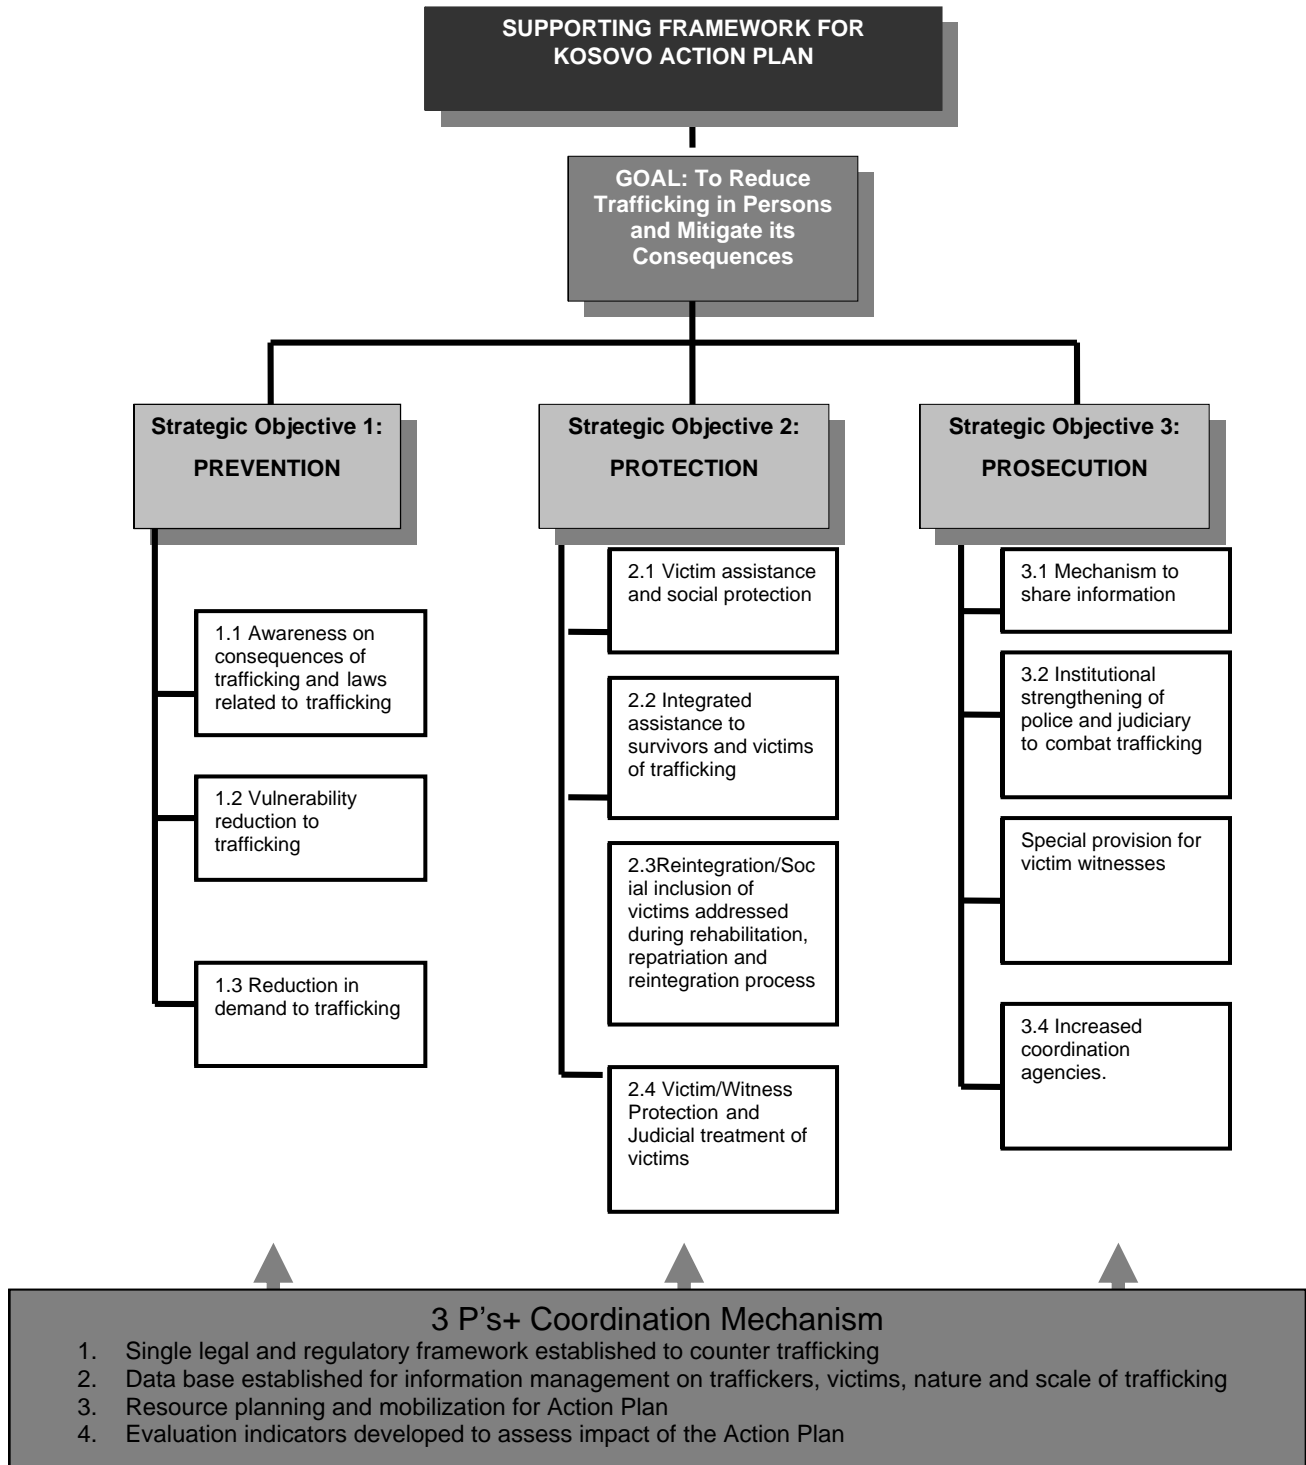 SUPPORTING FRAMEWORK FOR
KOSOVO ACTION PLAN
GOAL: To Reduce
Trafficking in Persons
and Mitigate its
Consequences
Strategic Objective 1:
PREVENTION
1.1 Awareness on
consequences of
trafficking and laws
related to trafficking
1.2 Vulnerability
reduction to
trafficking
1.3 Reduction in
demand to trafficking
Strategic Objective 2:
PROTECTION
2.1 Victim assistance
and social protection
2.2 Integrated
assistance to
survivors and victims
of trafficking
2.3Reintegration/Soc
ial inclusion of
victims addressed
during rehabilitation,
repatriation and
reintegration process
2.4 Victim/Witness
Protection and
Judicial treatment of
victims
Strategic Objective 3:
PROSECUTION
3.1 Mechanism to
share information
3.2 Institutional
strengthening of
police and judiciary
to combat trafficking
Special provision for
victim witnesses
3.4 Increased
coordination
agencies.
3 P's+ Coordination Mechanism
1. Single legal and regulatory framework established to counter trafficking
2. Data base established for information management on traffickers, victims, nature and scale of trafficking
3. Resource planning and mobilization for Action Plan
4. Evaluation indicators developed to assess impact of the Action Plan